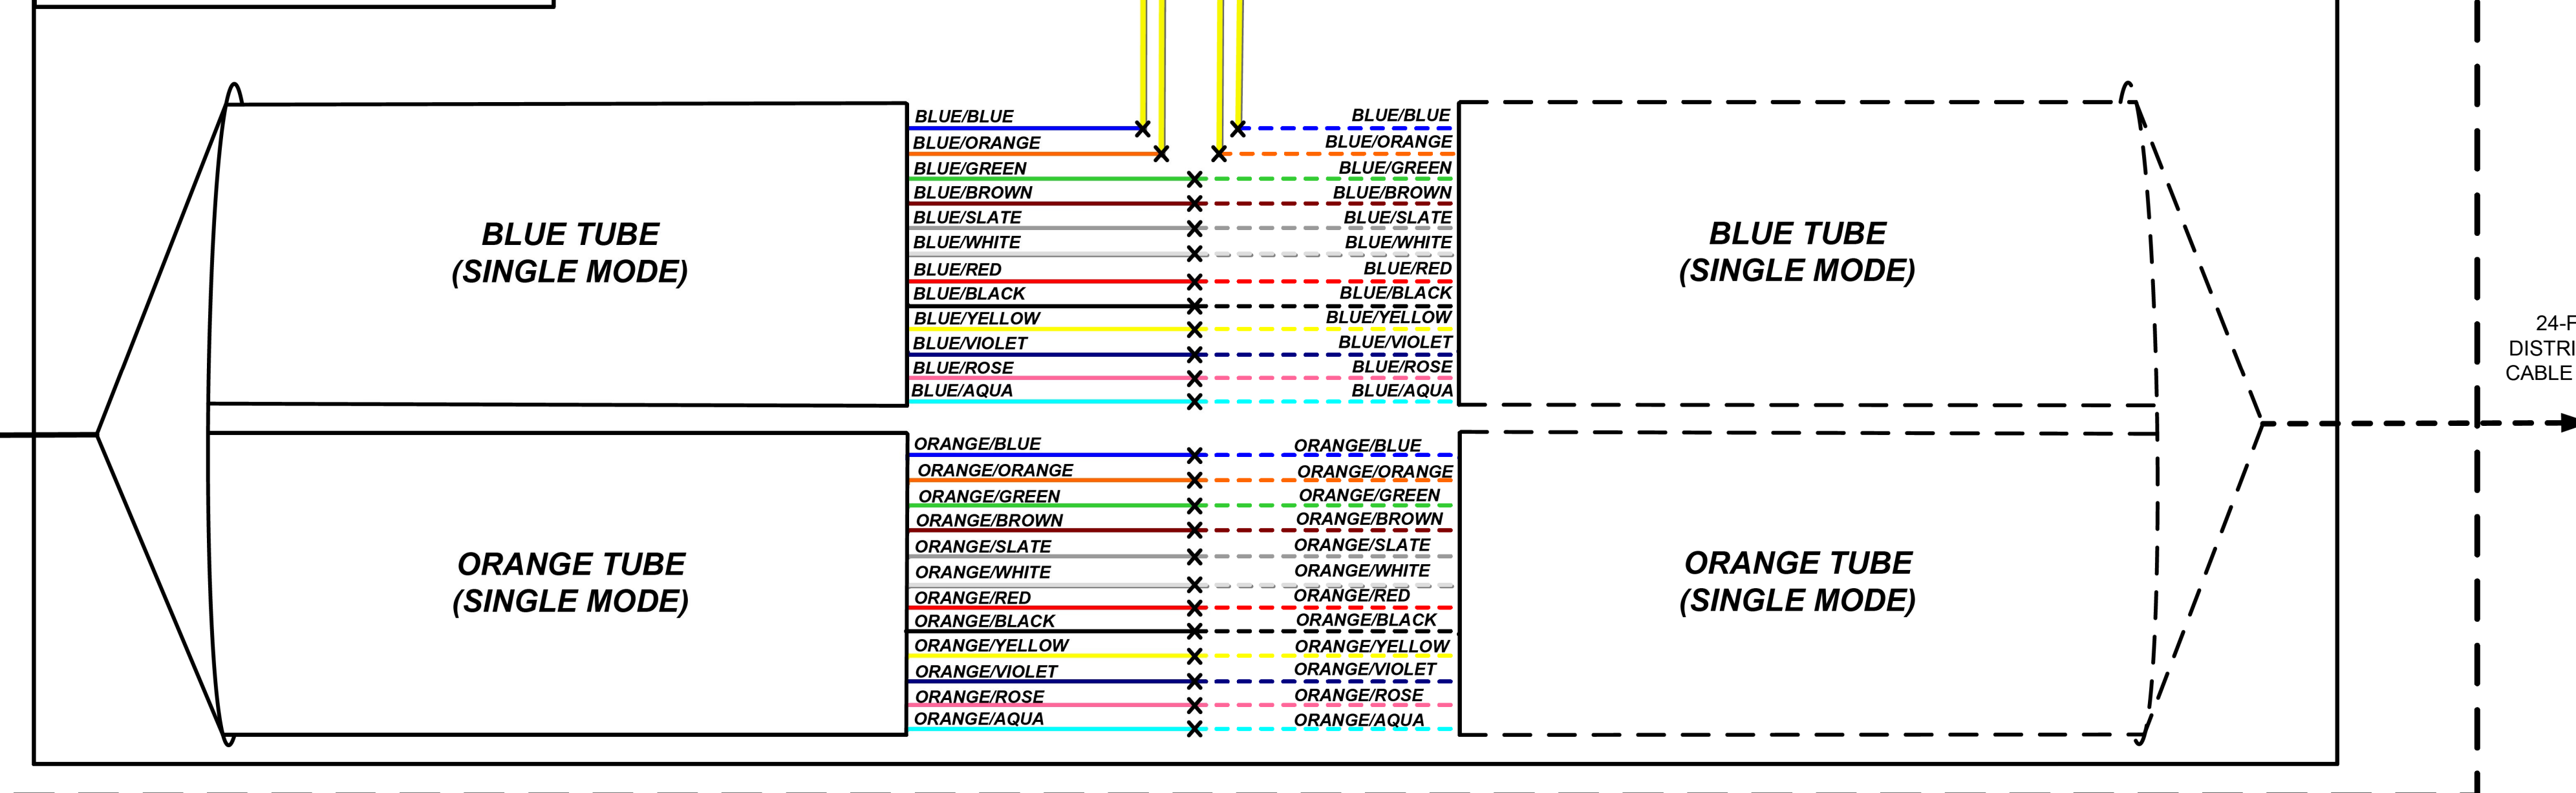 BLUE TUBE
(SINGLE MODE)
BLUE/BLUE
BLUE/ORANGE
BLUE/GREEN
BLUE/BROWN
BLUE/SLATE
BLUE/WHITE
BLUE/RED
BLUE/BLACK
BLUE/YELLOW
BLUE/VIOLET
BLUE/ROSE
BLUE/AQUA
BLUE/BLUE
BLUE/ORANGE
BLUE/GREEN
BLUE/BROWN
BLUE/SLATE
BLUE/WHITE
BLUE/RED
BLUE/BLACK
BLUE/YELLOW
BLUE/VIOLET
BLUE/ROSE
BLUE/AQUA
BLUE TUBE
(SINGLE MODE)
ORANGE TUBE
(SINGLE MODE)
ORANGE/BLUE
ORANGE/ORANGE
ORANGE/GREEN
ORANGE/BROWN
ORANGE/SLATE
ORANGE/WHITE
ORANGE/RED
ORANGE/BLACK
ORANGE/YELLOW
ORANGE/VIOLET
ORANGE/ROSE
ORANGE/AQUA
ORANGE/BLUE
ORANGE/ORANGE
ORANGE/GREEN
ORANGE/BROWN
ORANGE/SLATE
ORANGE/WHITE
ORANGE/RED
ORANGE/BLACK
ORANGE/YELLOW
ORANGE/VIOLET
ORANGE/ROSE
ORANGE/AQUA
ORANGE TUBE
(SINGLE MODE)
24-F
DISTRI
CABLE